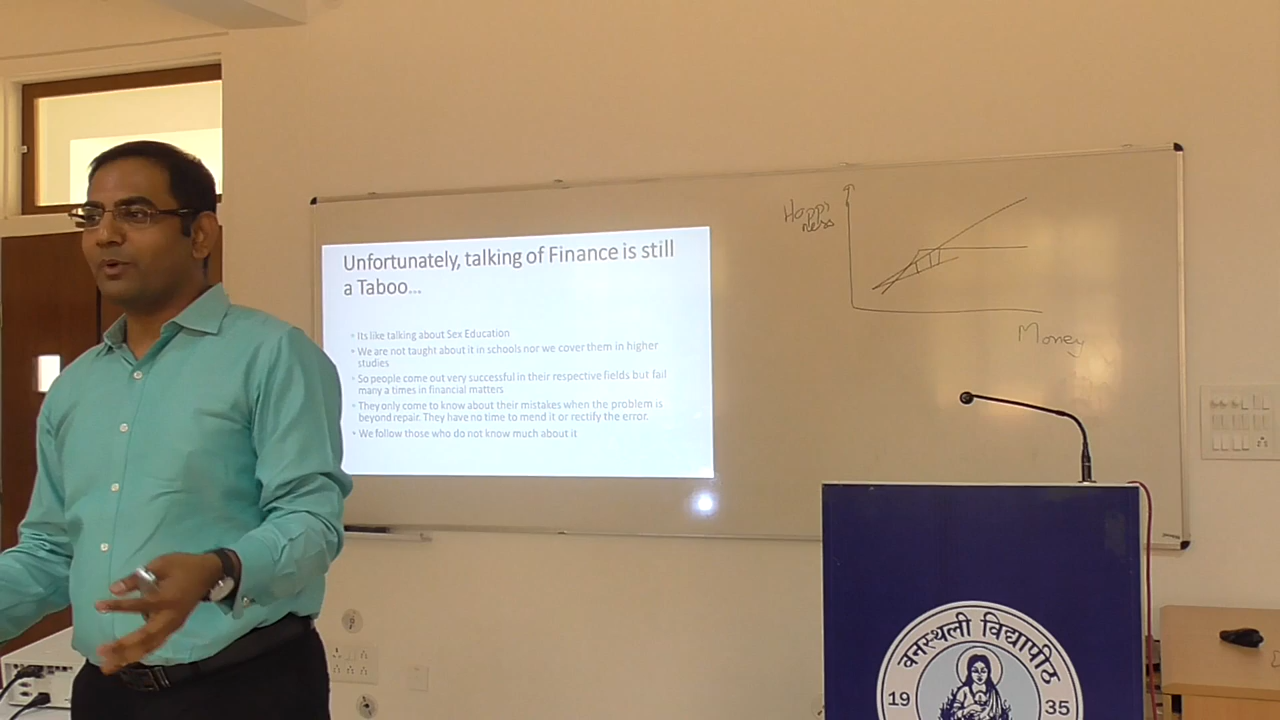 Unfortunately, talking of Finance is still
a Taboo...
• Its like talking about Sex Education
• We are not taught about it in schools nor we cover them in higher
studies
• So people come out very successful in their respective fields but fail
many a times in financial matters
• They only come to know about their mistakes when the problem is
beyond repair. They have no time to mend it or rectify the error.
• We follow those who do not know much about it
Happi
ness
Money
वनस्थली विद्यापीठ
19 35